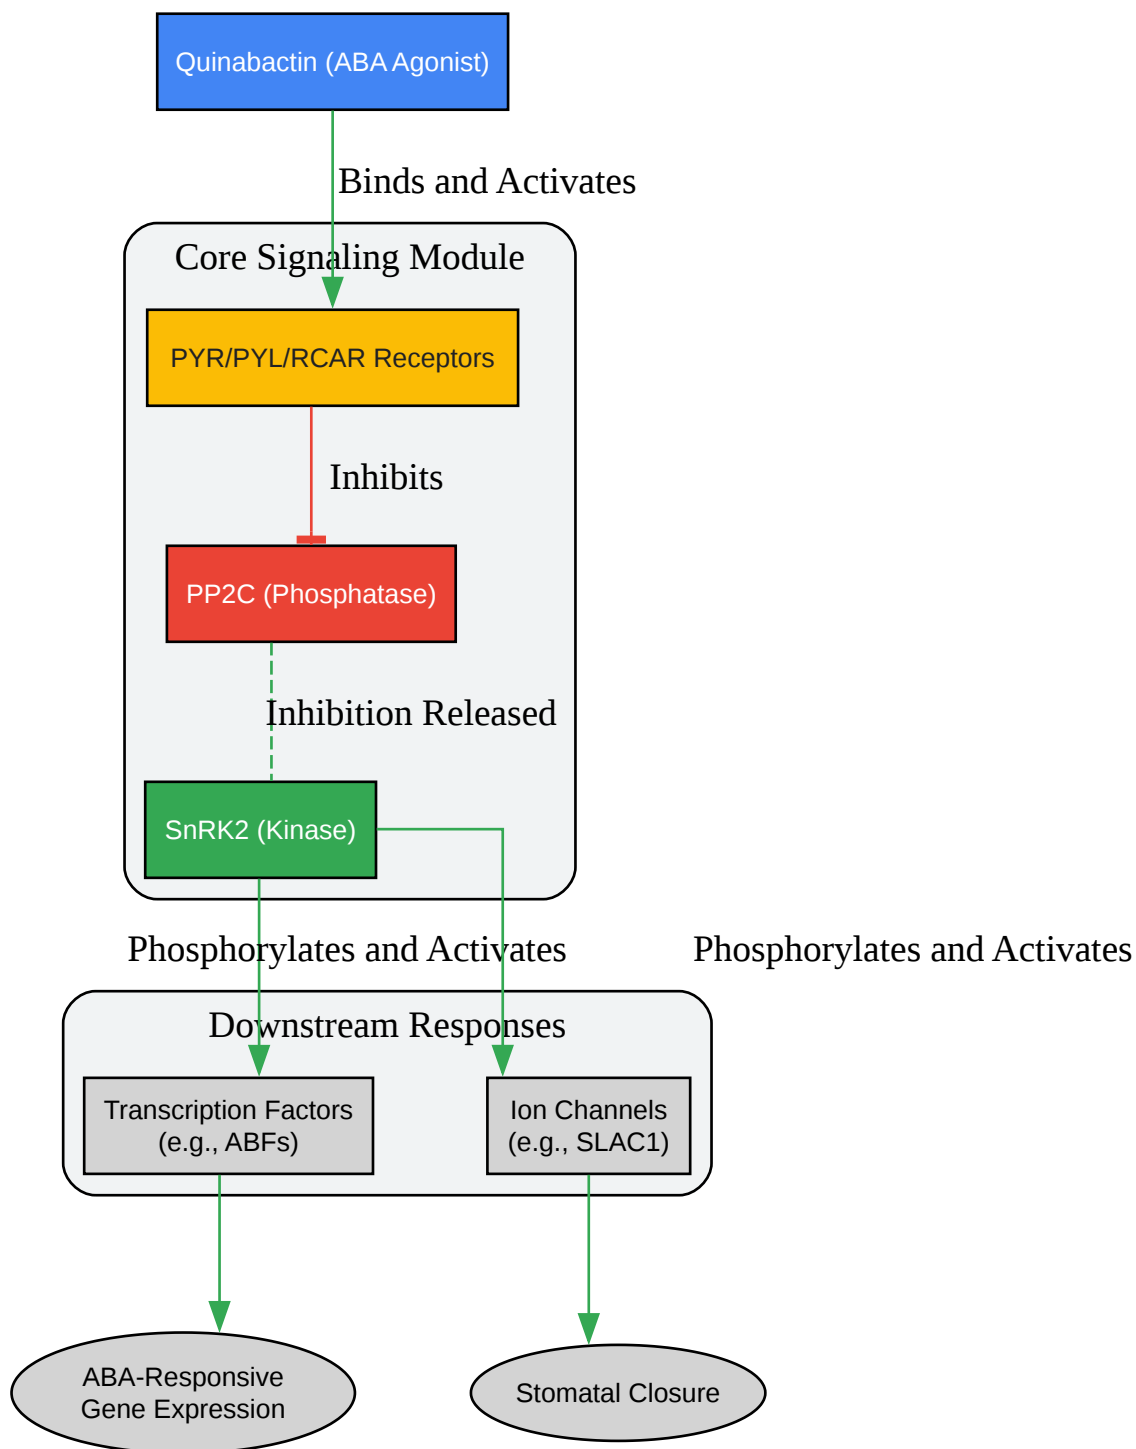 Quinabactin (ABA Agonist)
Binds and Activates
Core Signaling Module
PYR/PYL/RCAR Receptors
Inhibits
PP2C (Phosphatase)
Inhibition Released
SnRK2 (Kinase)
Phosphorylates and Activates
Phosphorylates and Activates
Downstream Responses
Transcription Factors
(e.g., ABFs)
Ion Channels
(e.g., SLAC1)
ABA-Responsive
Gene Expression
Stomatal Closure